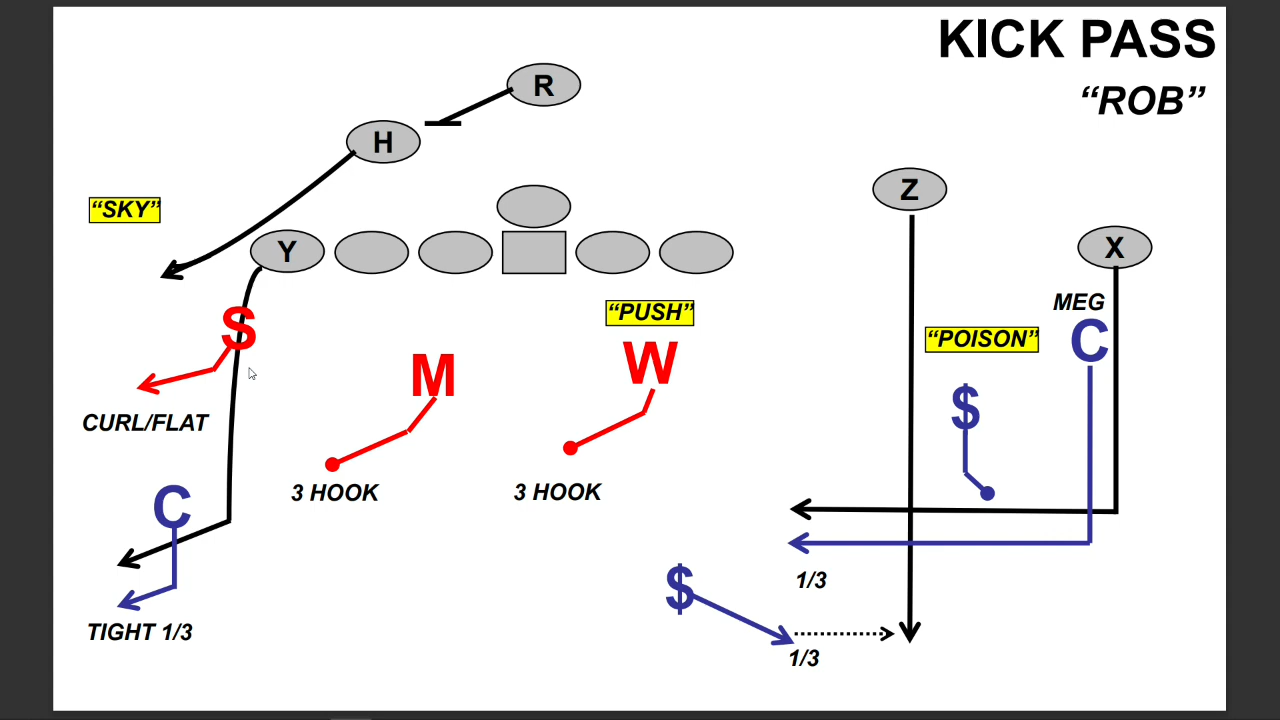 KICK PASS
“ROB”
R
H
Z
“SKY”
Y
X
MEG
“PUSH”
S
“POISON”
C
M
W
$
CURL/FLAT
3 HOOK
3 HOOK
C
$
1/3
TIGHT 1/3
1/3